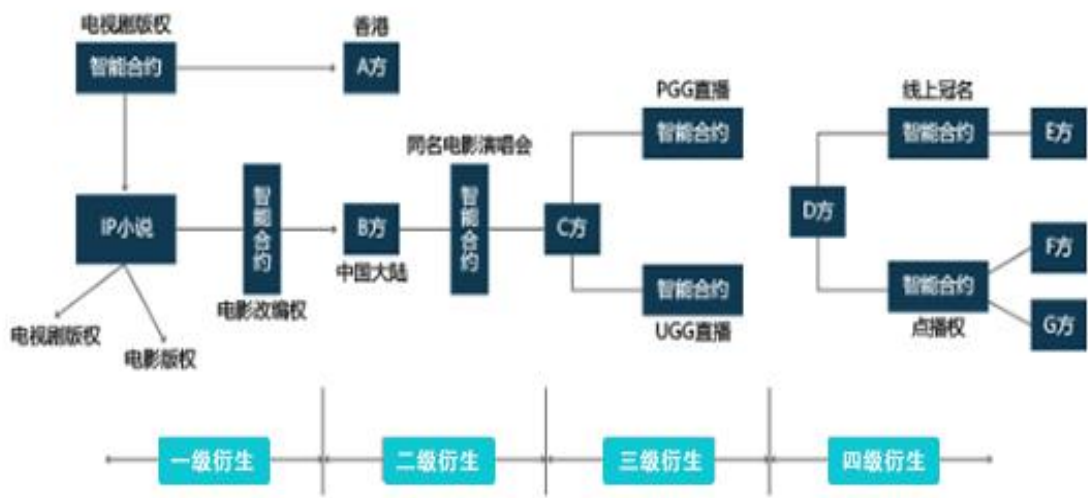 电视剧版权
智能合约
香港
A方
PGG直播
智能合约
线上冠名
智能合约
E方
同名电影演唱会
IP小说
智能合约
电影改编权
B方
中国大陆
智能合约
C方
D方
F方
智能合约
UGG直播
智能合约
点播权
G方
电视剧版权
电影版权
一级衍生
二级衍生
三级衍生
四级衍生